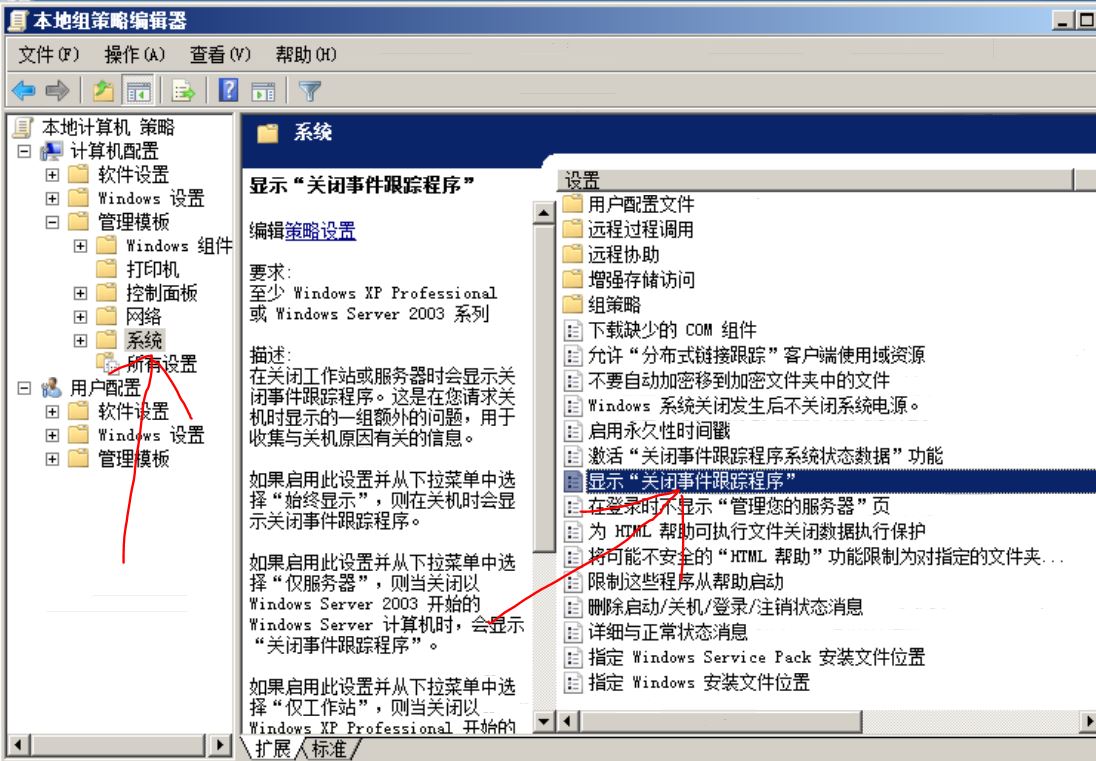 本地组策略编辑器
文件(F) 操作(A) 查看(V) 帮助(H)
本地计算机 策略
计算机配置
软件设置
Windows 设置
管理模板
Windows 组件
打印机
控制面板
网络
系统
所有设置
用户配置
软件设置
Windows 设置
管理模板
系统
显示“关闭事件跟踪程序”
编辑策略设置
要求:
至少 Windows XP Professional
或 Windows Server 2003 系列
描述:
在关闭工作站或服务器时会显示关
闭事件跟踪程序。这是在您请求关
机时显示的一组额外的问题，用于
收集与关机原因有关的信息。
如果启用此设置并从下拉菜单中选
择“始终显示”，则在关机时会显
示关闭事件跟踪程序。
如果启用此设置并从下拉菜单中选
择“仅服务器”，则当关闭以
Windows Server 2003 开始的
Windows Server 计算机时，会显示
“关闭事件跟踪程序”。
如果启用此设置并从下拉菜单中选
择“仅工作站”，则当关闭以
Windows XP Professional 开始的
设置
用户配置文件
远程过程调用
远程协助
增强存储访问
组策略
下载缺少的 COM 组件
允许“分布式链接跟踪”客户端使用域资源
不要自动加密移到加密文件夹中的文件
Windows 系统关闭发生后不关闭系统电源。
启用永久性时间戳
激活“关闭事件跟踪程序系统状态数据”功能
显示“关闭事件跟踪程序”
在登录时不显示“管理您的服务器”页
为 HTML 帮助可执行文件关闭数据执行保护
将可能不安全的“HTML 帮助”功能限制为对指定的文件夹...
限制这些程序从帮助启动
删除启动/关机/登录/注销状态消息
详细与正常状态消息
指定 Windows Service Pack 安装文件位置
指定 Windows 安装文件位置
扩展 标准